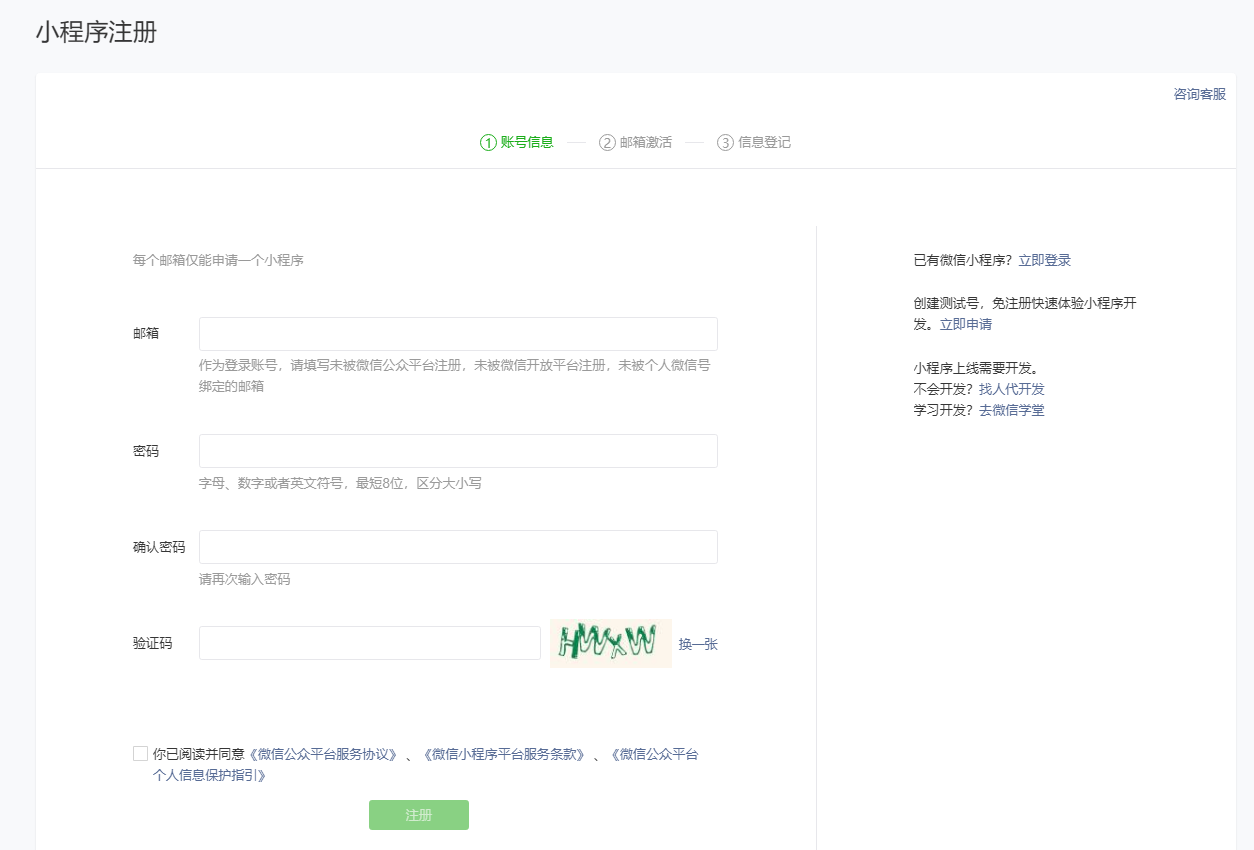 小程序注册
咨询客服
1 账号信息 2 邮箱激活 3 信息登记
每个邮箱仅能申请一个小程序
邮箱
作为登录账号，请填写未被微信公众平台注册，未被微信开放平台注册，未被个人微信号
绑定的邮箱
密码
字母、数字或者英文符号，最短8位，区分大小写
确认密码
请再次输入密码
验证码
HWxW
换一张
你已阅读并同意《微信公众平台服务协议》、《微信小程序平台服务条款》、《微信公众平台
个人信息保护指引》
注册
已有微信小程序？立即登录
创建测试号，免注册快速体验小程序开
发。立即申请
小程序上线需要开发。
不会开发？找人代开发
学习开发？去微信学堂